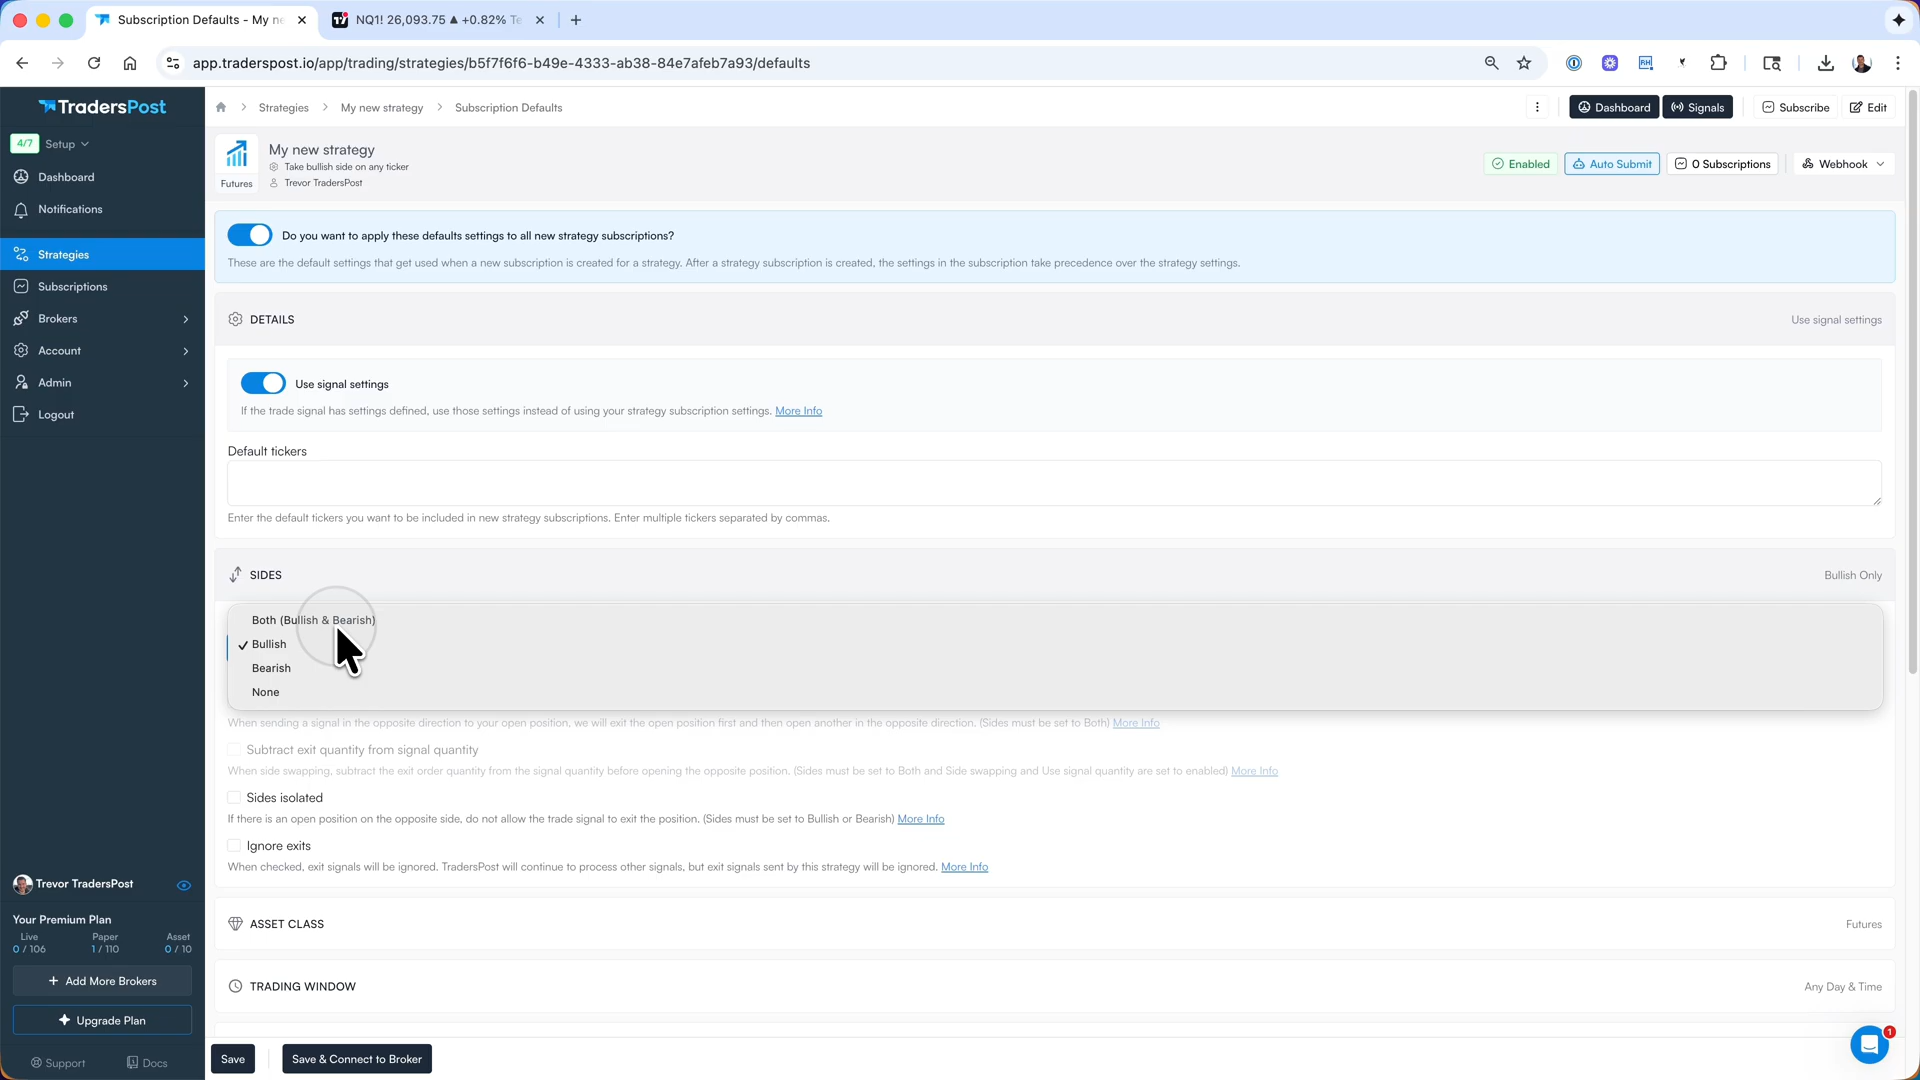 Subscription Defaults - My ne
NQ1! 26,093.75 ▲ +0.82% Te
app.traderspost.io/app/trading/strategies/b5f7f6f6-b49e-4333-ab38-84e7afeb7a93/defaults
RH
TradersPost
4/7 Setup
Dashboard
Notifications
Strategies
Subscriptions
Brokers
Account
Admin
Logout
Trevor TradersPost
Your Premium Plan
Live Paper Asset
0 / 106 1 / 110 0 / 10
+ Add More Brokers
Upgrade Plan
Support Docs
Strategies > My new strategy > Subscription Defaults
Dashboard Signals Subscribe Edit
My new strategy
Take bullish side on any ticker
Trevor TradersPost
Futures
Enabled Auto Submit 0 Subscriptions Webhook
Do you want to apply these defaults settings to all new strategy subscriptions?
These are the default settings that get used when a new subscription is created for a strategy. After a strategy subscription is created, the settings in the subscription take precedence over the strategy settings.
DETAILS Use signal settings
Use signal settings
If the trade signal has settings defined, use those settings instead of using your strategy subscription settings. More Info
Default tickers
Enter the default tickers you want to be included in new strategy subscriptions. Enter multiple tickers separated by commas.
SIDES Bullish Only
Both (Bullish & Bearish)
✓ Bullish
Bearish
None
When sending a signal in the opposite direction to your open position, we will exit the open position first and then open another in the opposite direction. (Sides must be set to Both) More Info
Subtract exit quantity from signal quantity
When side swapping, subtract the exit order quantity from the signal quantity before opening the opposite position. (Sides must be set to Both and Side swapping and Use signal quantity are set to enabled) More Info
Sides isolated
If there is an open position on the opposite side, do not allow the trade signal to exit the position. (Sides must be set to Bullish or Bearish) More Info
Ignore exits
When checked, exit signals will be ignored. TradersPost will continue to process other signals, but exit signals sent by this strategy will be ignored. More Info
ASSET CLASS Futures
TRADING WINDOW Any Day & Time
Save Save & Connect to Broker
1